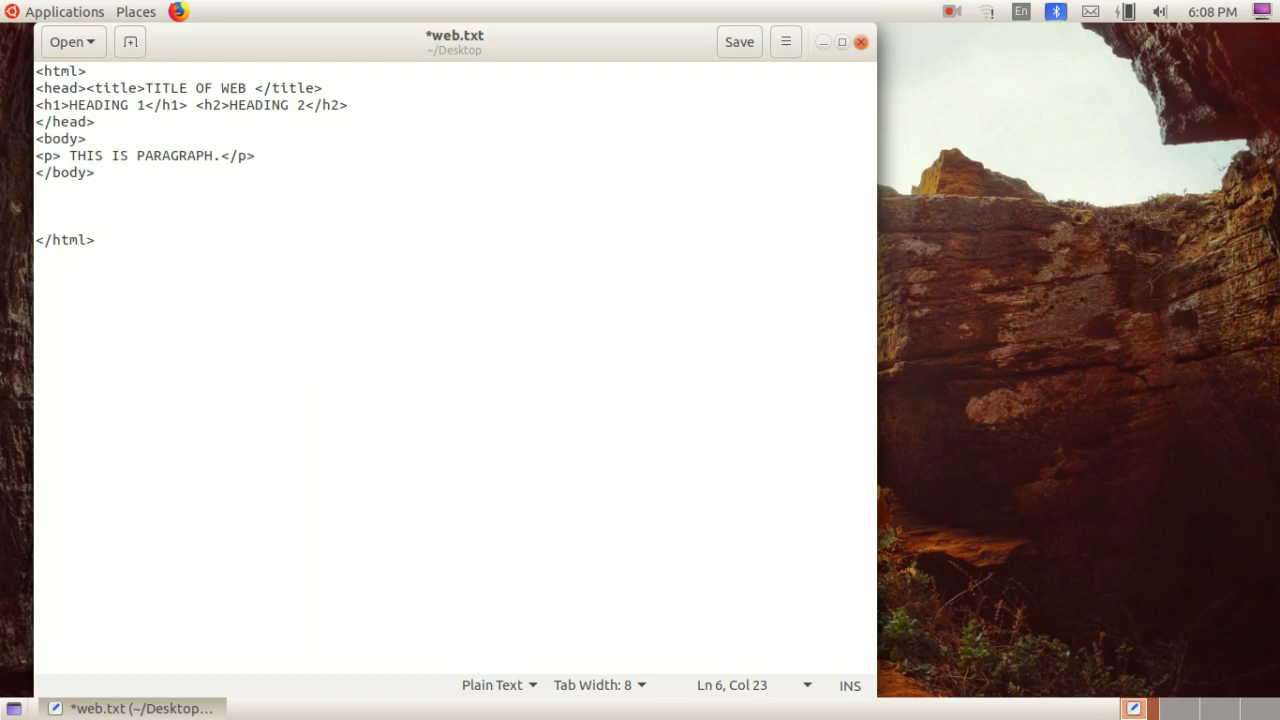 Applications Places En 6:08 PM
Open *web.txt Save
~/Desktop
<html>
<head><title>TITLE OF WEB </title>
<h1>HEADING 1</h1> <h2>HEADING 2</h2>
</head>
<body>
<p> THIS IS PARAGRAPH.</p>
</body>
</html>
Plain Text Tab Width: 8 Ln 6, Col 23 INS
*web.txt (~/Desktop...